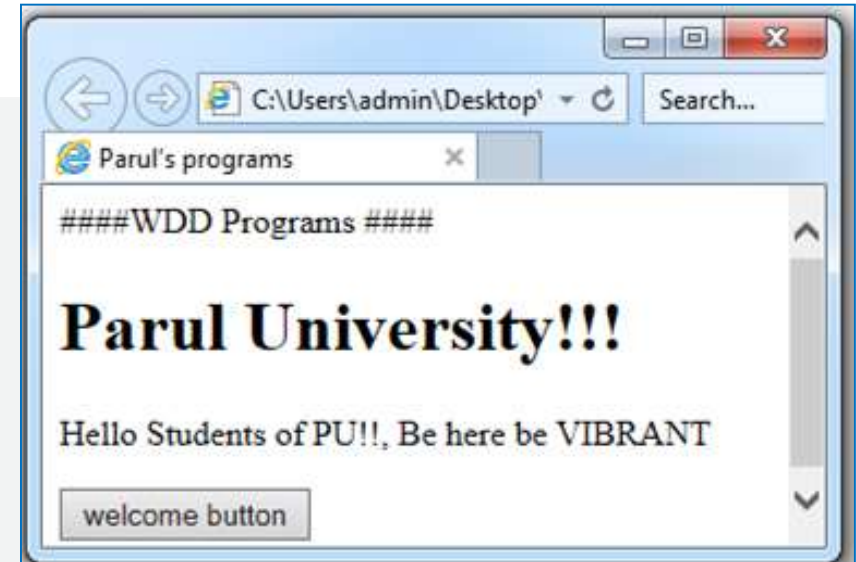 C:\Users\admin\Desktop\
Search...
Parul's programs
####WDD Programs ####
Parul University!!!
Hello Students of PU!!, Be here be VIBRANT
welcome button